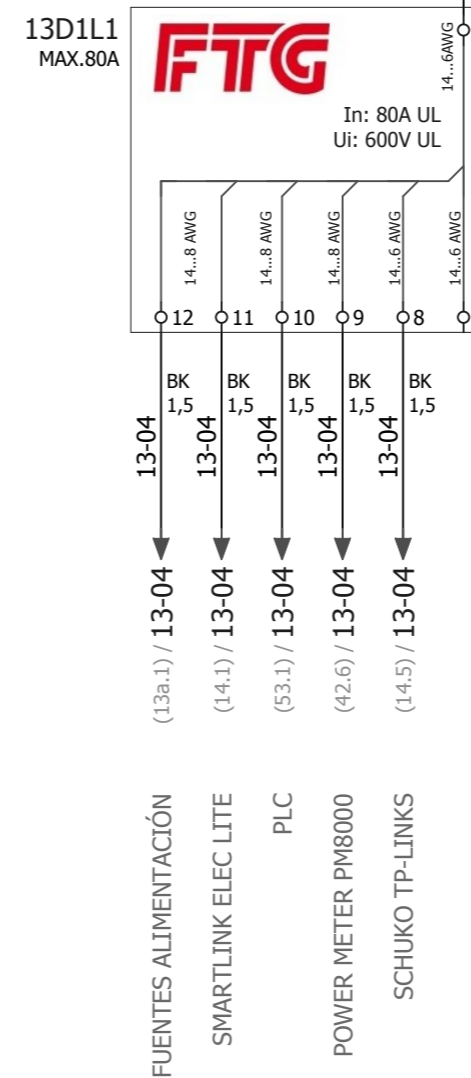 13D1L1
MAX.80A
FTG
14...6AWG
In: 80A UL
Ui: 600V UL
14...8 AWG
14...8 AWG
14...8 AWG
14...6 AWG
14...6 AWG
12
11
10
9
8
BK
1,5
BK
1,5
BK
1,5
BK
1,5
BK
1,5
13-04
13-04
13-04
13-04
13-04
(13a.1) / 13-04
(14.1) / 13-04
(53.1) / 13-04
(42.6) / 13-04
(14.5) / 13-04
FUENTES ALIMENTACIÓN
SMARTLINK ELEC LITE
PLC
POWER METER PM8000
SCHUKO TP-LINKS